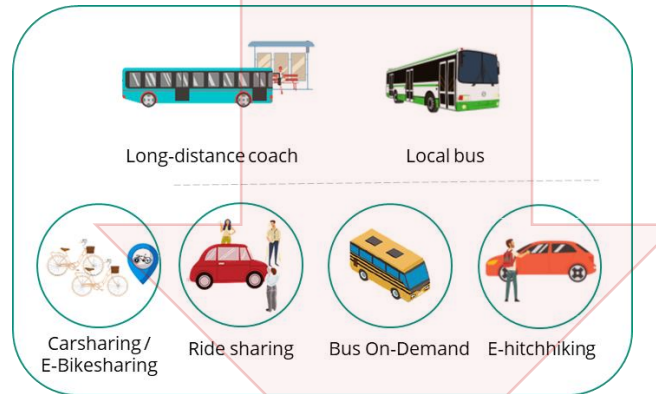 Long-distance coach
Local bus
Carsharing /
E-Bikesharing
Ride sharing
Bus On-Demand
E-hitchhiking